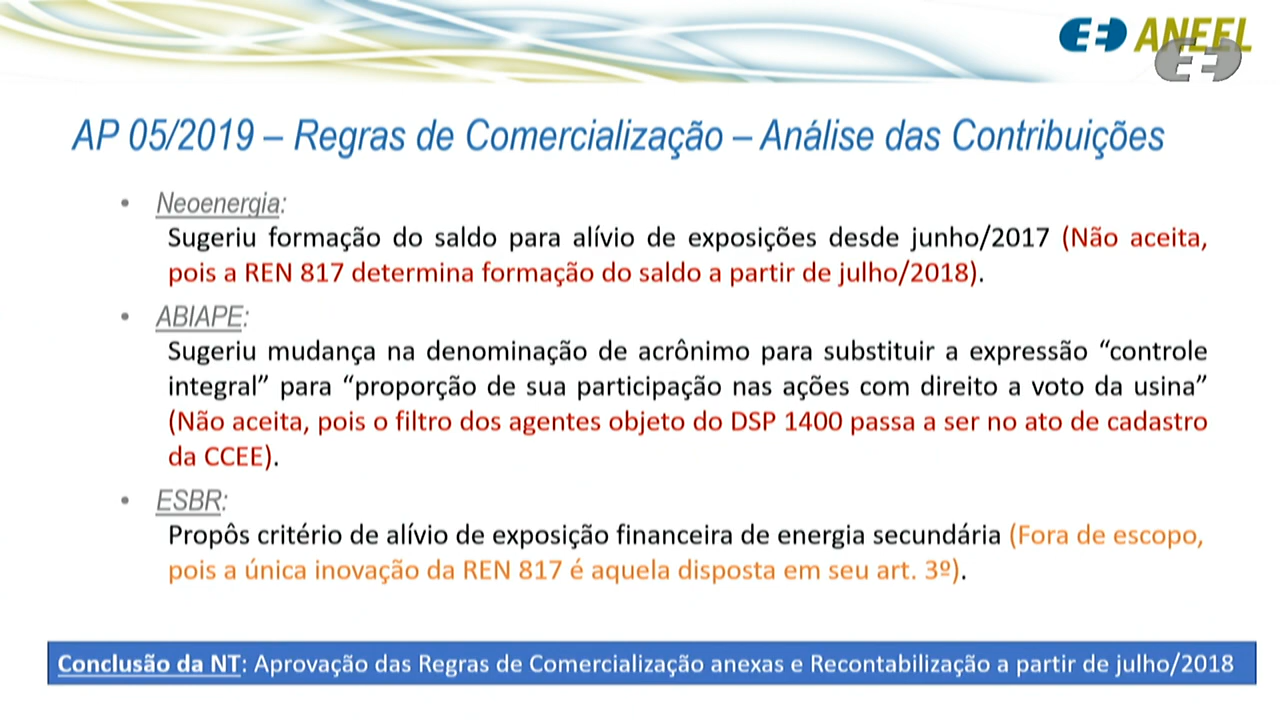 ANEEL
AP 05/2019 – Regras de Comercialização – Análise das Contribuições
• Neoenergia:
Sugeriu formação do saldo para alívio de exposições desde junho/2017 (Não aceita,
pois a REN 817 determina formação do saldo a partir de julho/2018).
• ABIAPE:
Sugeriu mudança na denominação de acrônimo para substituir a expressão “controle
integral” para “proporção de sua participação nas ações com direito a voto da usina”
(Não aceita, pois o filtro dos agentes objeto do DSP 1400 passa a ser no ato de cadastro
da CCEE).
• ESBR:
Propôs critério de alívio de exposição financeira de energia secundária (Fora de escopo,
pois a única inovação da REN 817 é aquela disposta em seu art. 3º).
Conclusão da NT: Aprovação das Regras de Comercialização anexas e Recontabilização a partir de julho/2018